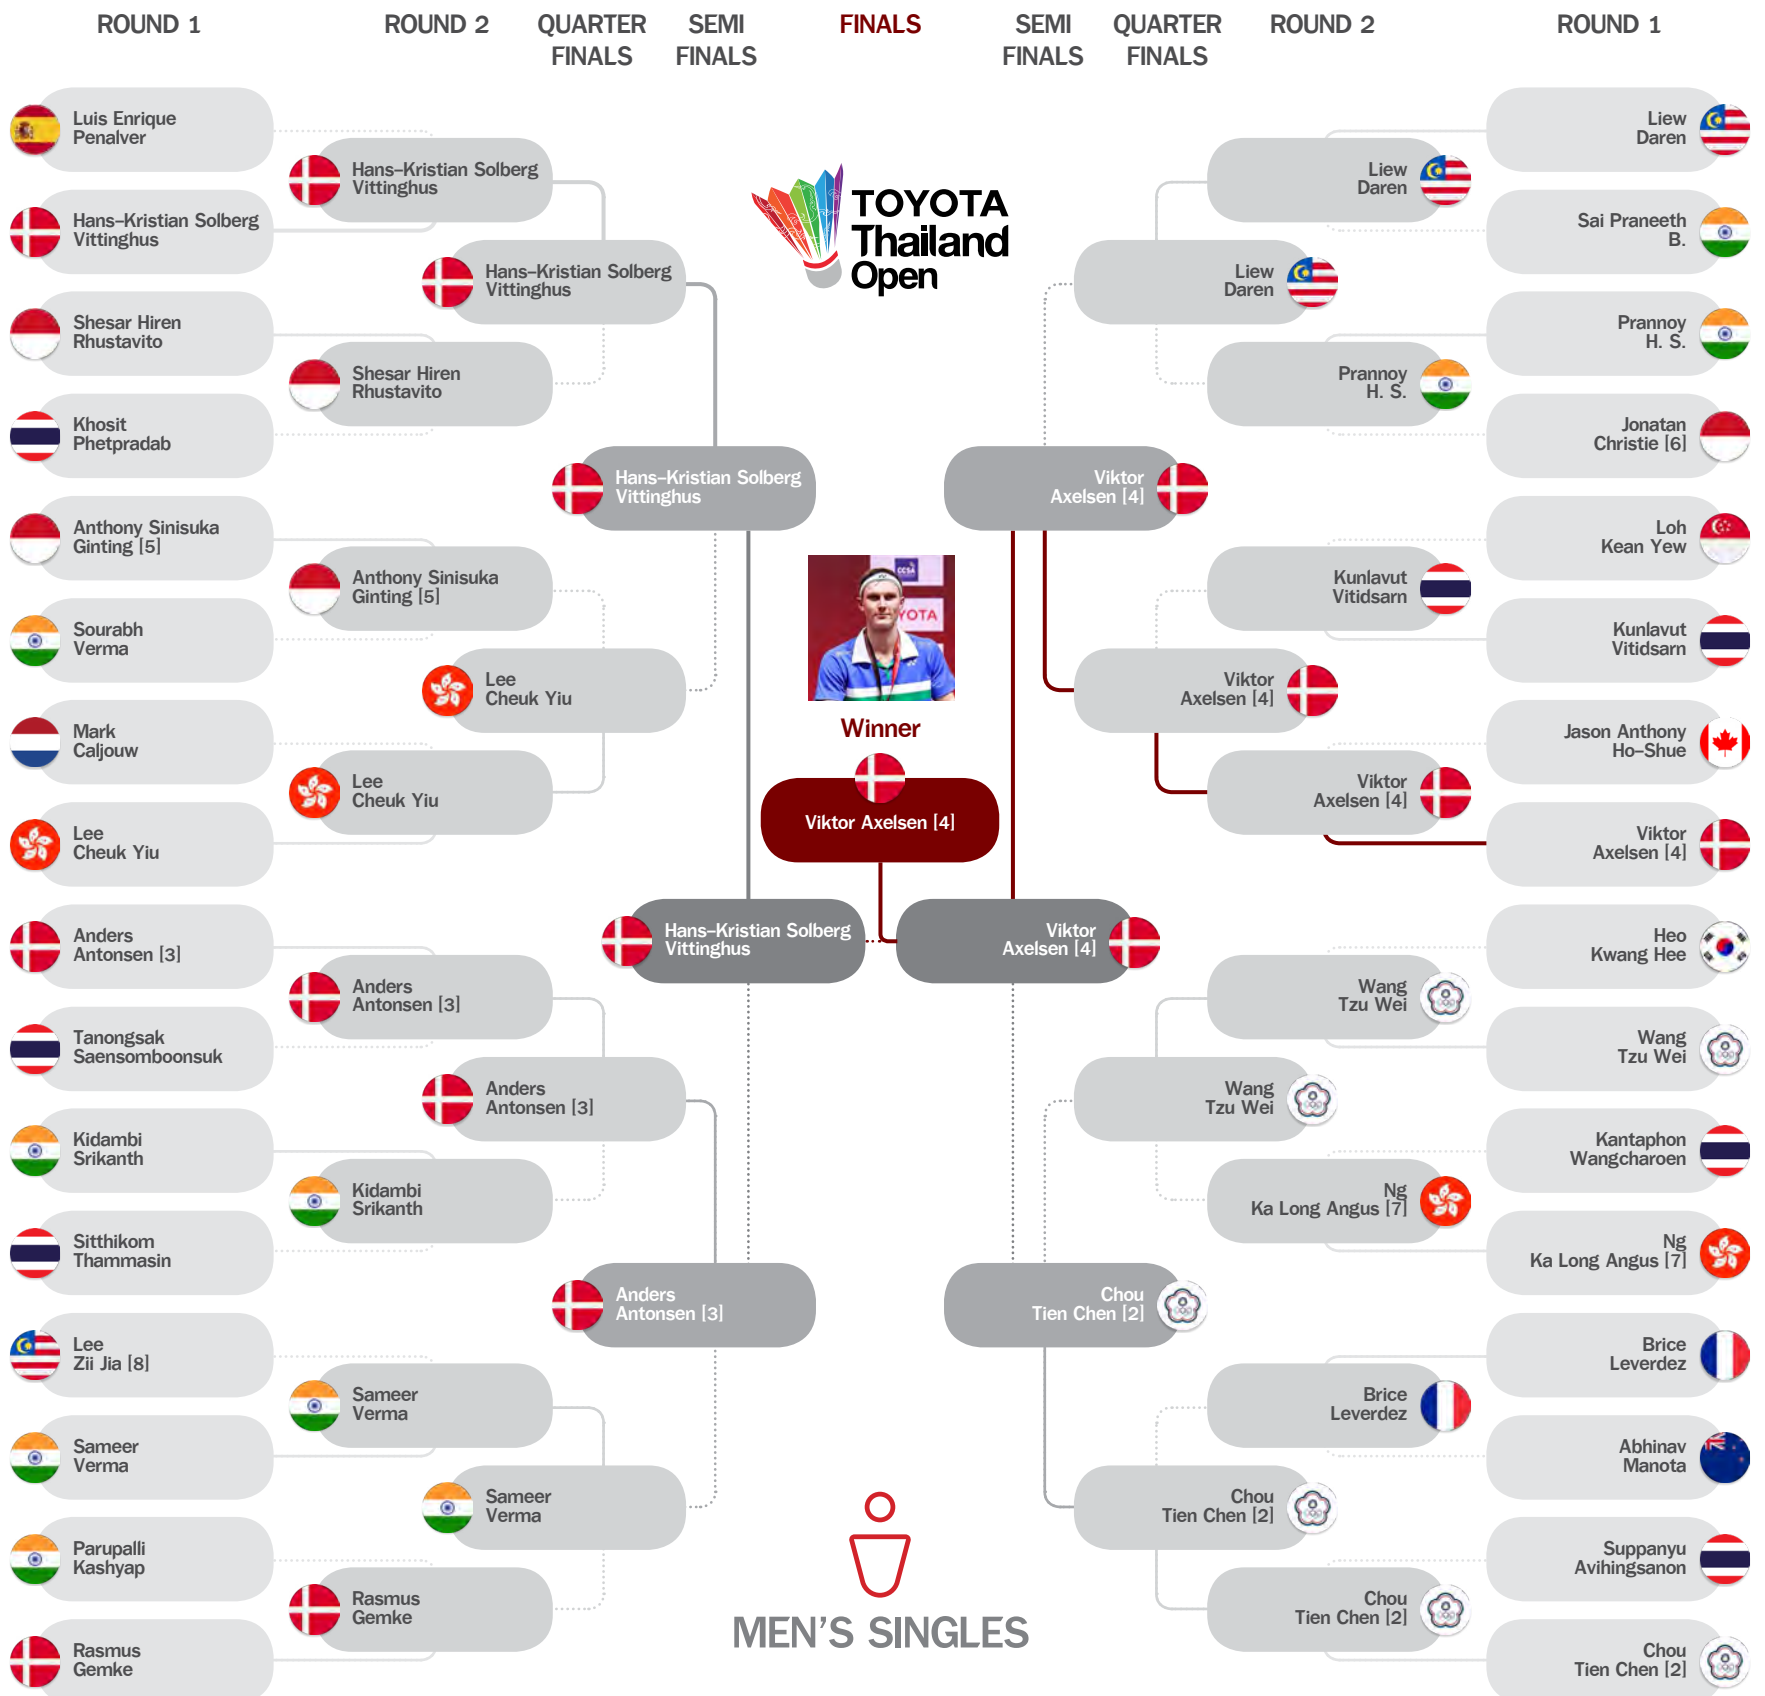 ROUND 1
ROUND 2
QUARTER
FINALS
SEMI
FINALS
FINALS
SEMI
FINALS
QUARTER
FINALS
ROUND 2
ROUND 1
Luis Enrique
Penalver
Hans–Kristian Solberg
Vittinghus
Shesar Hiren
Rhustavito
Khosit
Phetpradab
Anthony Sinisuka
Ginting [5]
Sourabh
Verma
Mark
Caljouw
Lee
Cheuk Yiu
Anders
Antonsen [3]
Tanongsak
Saensomboonsuk
Kidambi
Srikanth
Sitthikom
Thammasin
Lee
Zii Jia [8]
Sameer
Verma
Parupalli
Kashyap
Rasmus
Gemke
Hans–Kristian Solberg
Vittinghus
Shesar Hiren
Rhustavito
Anthony Sinisuka
Ginting [5]
Lee
Cheuk Yiu
Anders
Antonsen [3]
Kidambi
Srikanth
Sameer
Verma
Rasmus
Gemke
Hans–Kristian Solberg
Vittinghus
Lee
Cheuk Yiu
Anders
Antonsen [3]
Sameer
Verma
Hans–Kristian Solberg
Vittinghus
Anders
Antonsen [3]
Hans–Kristian Solberg
Vittinghus
TOYOTA
Thailand
Open
CCSA
YOTA
Winner
Viktor Axelsen [4]
MEN'S SINGLES
Viktor
Axelsen [4]
Viktor
Axelsen [4]
Chou
Tien Chen [2]
Liew
Daren
Viktor
Axelsen [4]
Wang
Tzu Wei
Chou
Tien Chen [2]
Liew
Daren
Prannoy
H. S.
Kunlavut
Vitidsarn
Viktor
Axelsen [4]
Wang
Tzu Wei
Ng
Ka Long Angus [7]
Brice
Leverdez
Chou
Tien Chen [2]
Liew
Daren
Sai Praneeth
B.
Prannoy
H. S.
Jonatan
Christie [6]
Loh
Kean Yew
Kunlavut
Vitidsarn
Jason Anthony
Ho–Shue
Viktor
Axelsen [4]
Heo
Kwang Hee
Wang
Tzu Wei
Kantaphon
Wangcharoen
Ng
Ka Long Angus [7]
Brice
Leverdez
Abhinav
Manota
Suppanyu
Avihingsanon
Chou
Tien Chen [2]